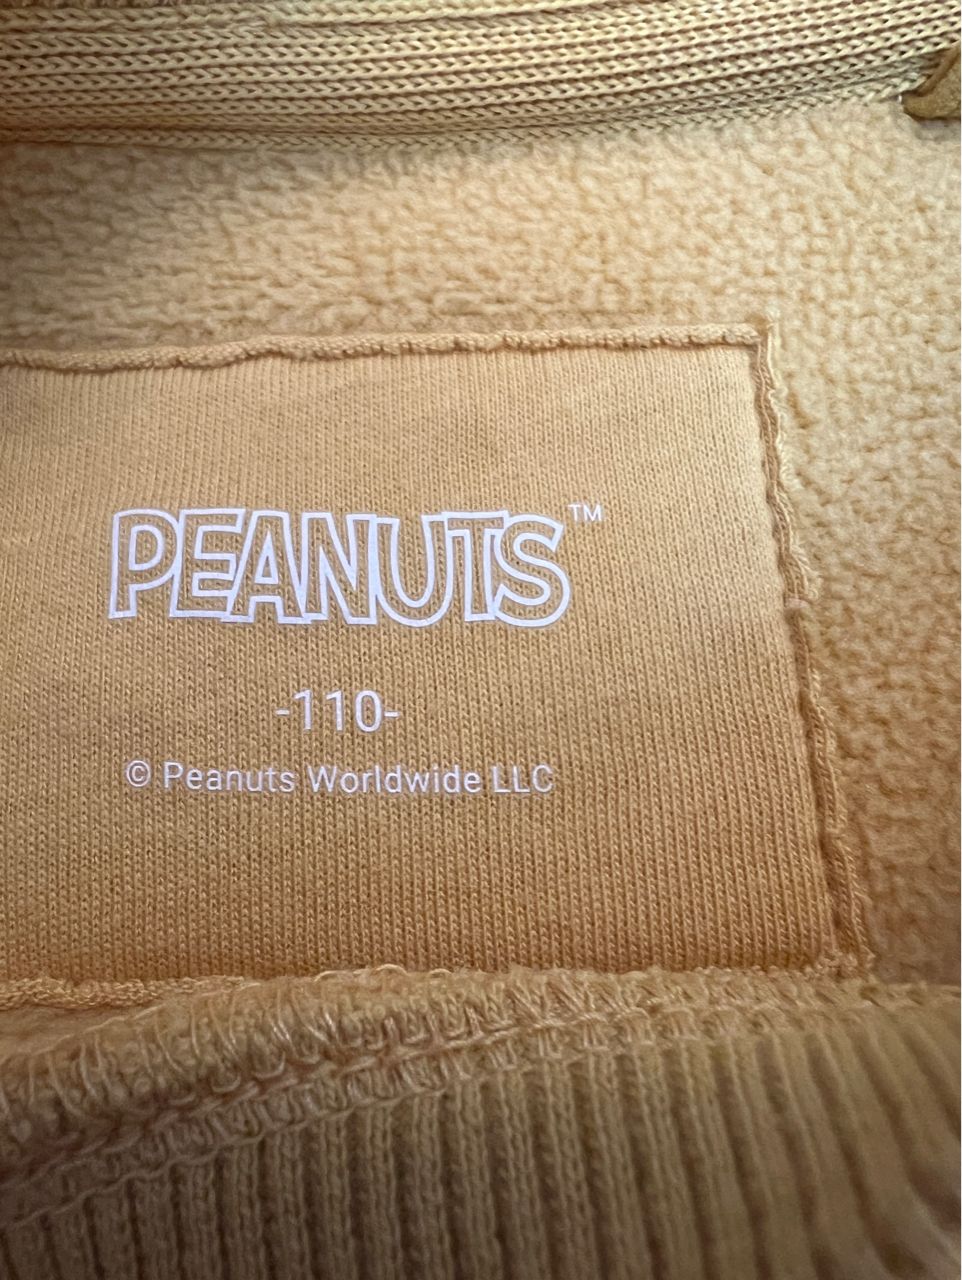 PEANUTS™
-110-
© Peanuts Worldwide LLC